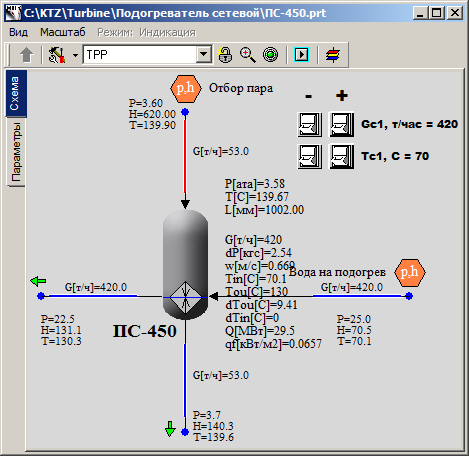 C:\KTZ\Turbine\Подогреватель сетевой\ПС-450.prt
Вид Масштаб Режим: Индикация
TPP
Схема
Параметры
p,h
Отбор пара
P=3.60
H=620.00
T=139.90
G[т/ч]=53.0
- +
Gc1, т/час = 420
Tc1, C = 70
P[ата]=3.58
T[C]=139.67
L[мм]=1002.00
G[т/ч]=420
dP[кгс]=2.54
w[м/с]=0.669
Tin[C]=70.1
Tou[C]=130
dTou[C]=9.41
dTin[C]=0
Q[МВт]=29.5
qf[кВт/м2]=0.0657
Вода на подогрев
p,h
G[т/ч]=420.0
G[т/ч]=420.0
P=22.5
H=131.1
T=130.3
ПС-450
P=25.0
H=70.5
T=70.1
G[т/ч]=53.0
P=3.7
H=140.3
T=139.6